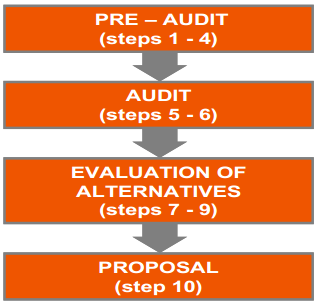 PRE – AUDIT
(steps 1 - 4)
AUDIT
(steps 5 - 6)
EVALUATION OF
ALTERNATIVES
(steps 7 - 9)
PROPOSAL
(step 10)